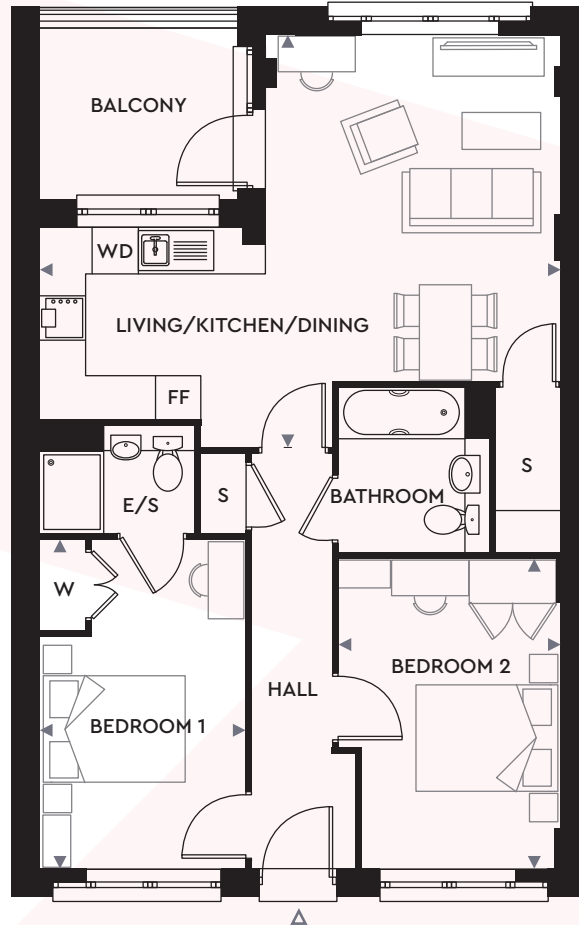 BALCONY
WD
LIVING/KITCHEN/DINING
FF
S
E/S
S
BATHROOM
W
BEDROOM 2
HALL
BEDROOM 1